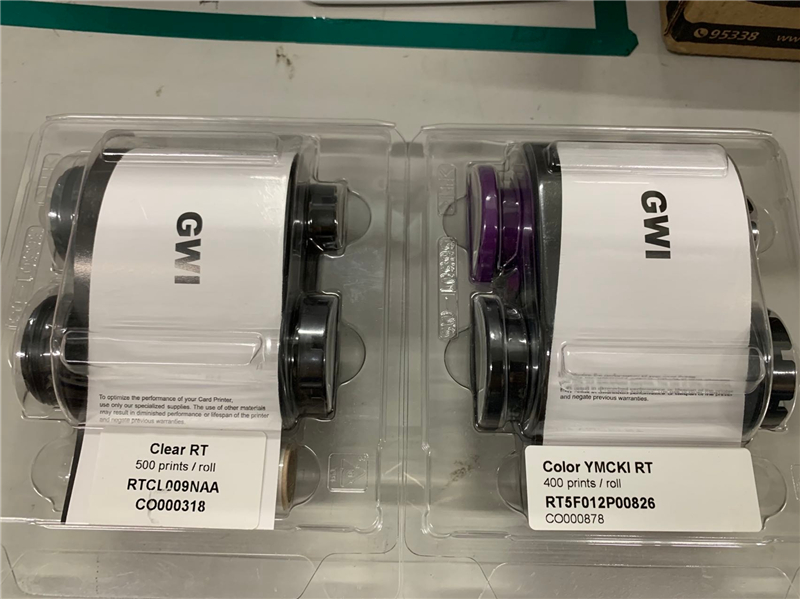 95338
GWI
To optimize the performance of your Card Printer,
use only our specialized supplies. The use of other materials
may result in diminished performance or lifespan of the printer
and negate previous warranties.
Clear RT
500 prints / roll
RTCL009NAA
CO000318
GWI
and negate previous warranties.
Color YMCKI RT
400 prints / roll
RT5F012P00826
CO000878